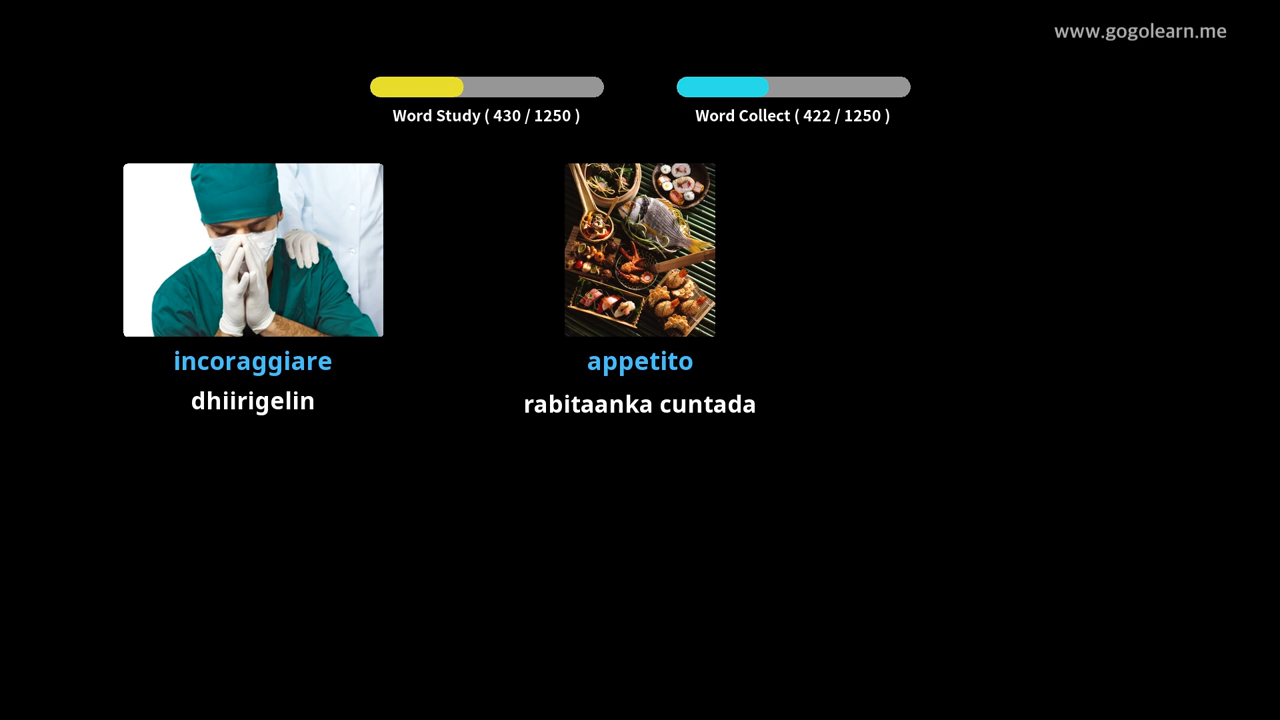 www.gogolearn.me
Word Study ( 430 / 1250 )
Word Collect ( 422 / 1250 )
incoraggiare
dhiirigelin
appetito
rabitaanka cuntada